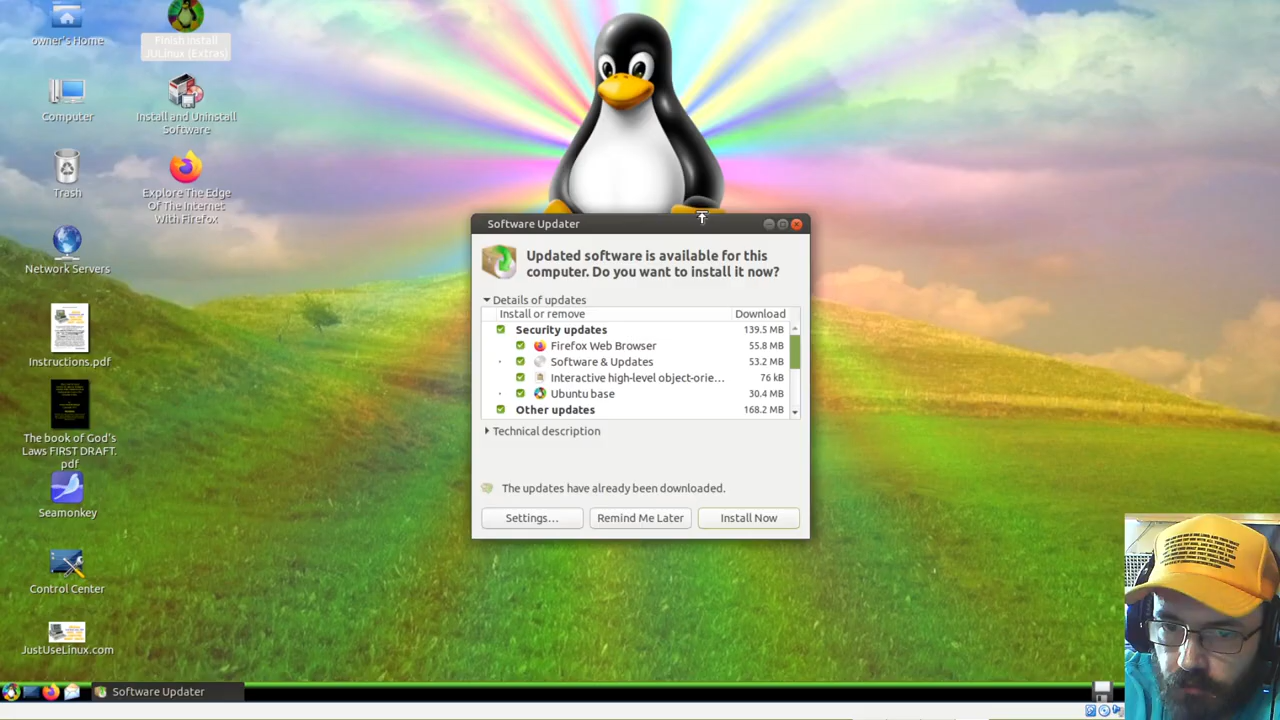 owner's Home
Finish Install
JULinux (Extras)
Computer
Install and Uninstall
Software
Trash
Explore The Edge
Of The Internet
With Firefox
Network Servers
Instructions.pdf
The book of God's
Laws FIRST DRAFT.
pdf
Seamonkey
Control Center
JustUseLinux.com
Software Updater
Updated software is available for this
computer. Do you want to install it now?
Details of updates
Install or remove Download
Security updates 139.5 MB
Firefox Web Browser 55.8 MB
Software & Updates 53.2 MB
Interactive high-level object-orie... 76 kB
Ubuntu base 30.4 MB
Other updates 168.2 MB
Technical description
The updates have already been downloaded.
Settings...
Remind Me Later
Install Now
Software Updater